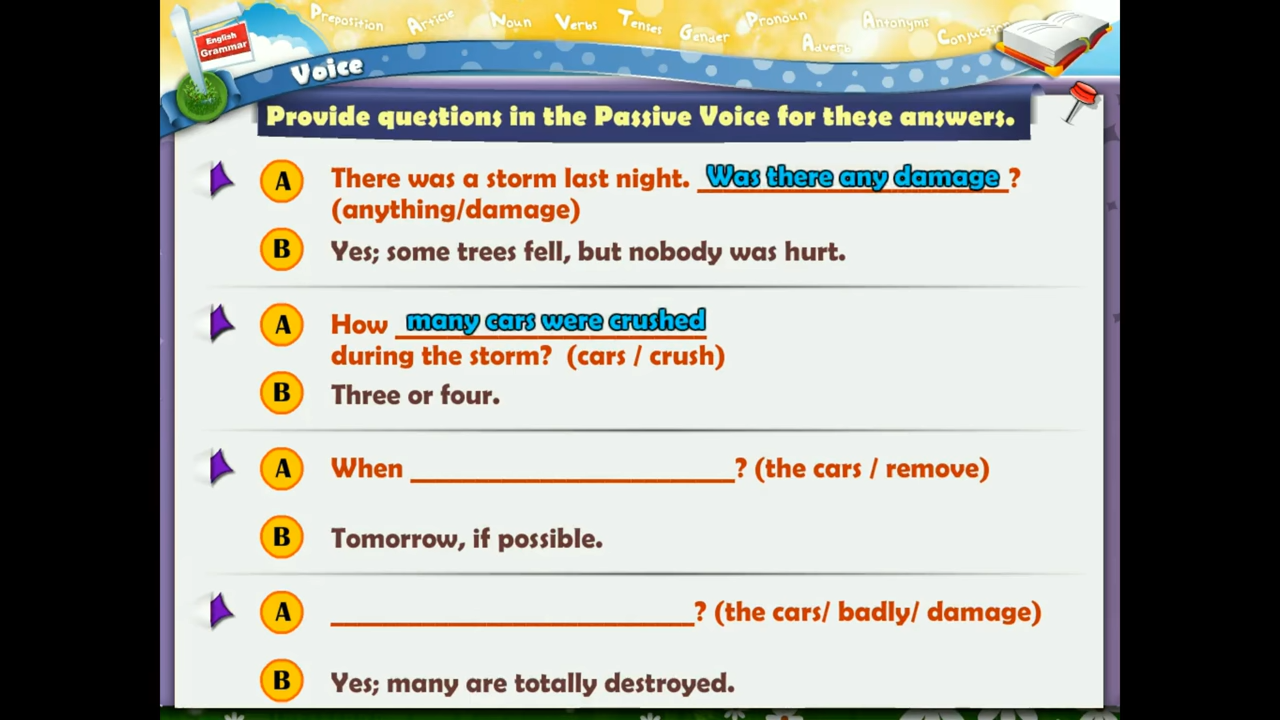 Preposition Article Noun Verbs Tenses Gender Pronoun Adverb Antonyms
English
Grammar
Voice
Provide questions in the Passive Voice for these answers.
A There was a storm last night. Was there any damage ?
(anything/damage)
B Yes; some trees fell, but nobody was hurt.
A How many cars were crushed
during the storm? (cars / crush)
B Three or four.
A When ______________________? (the cars / remove)
B Tomorrow, if possible.
A _________________________? (the cars/ badly/ damage)
B Yes; many are totally destroyed.